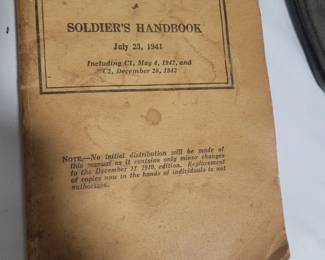 SOLDIER'S HANDBOOK
July 23, 1941
Including C1, May 4, 1942, and
C2, December 28, 1942
NOTE.—No initial distribution will be made of
this manual as it contains only minor changes
to the December 11 1940, edition. Replacement
of copies now in the hands of individuals is not
authorized.